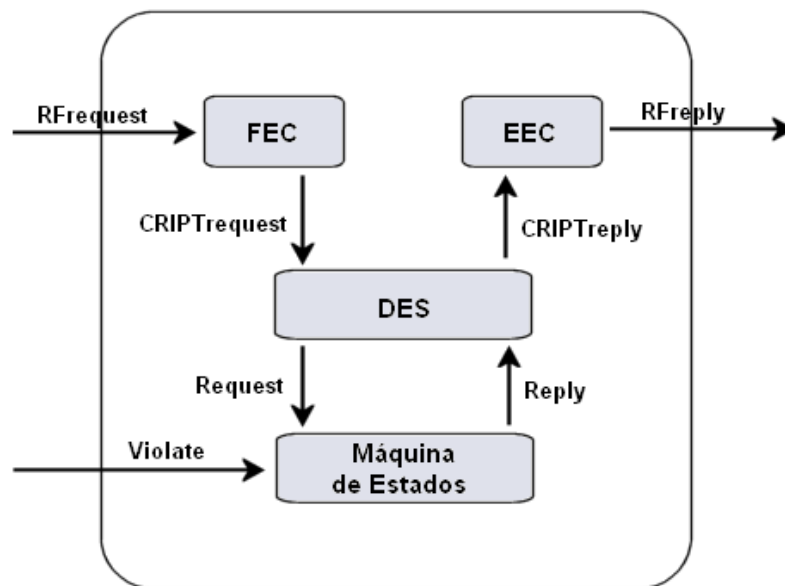 RFrequest
FEC
EEC
RFreply
CRIPTrequest
CRIPTreply
DES
Request
Reply
Violate
Máquina
de Estados